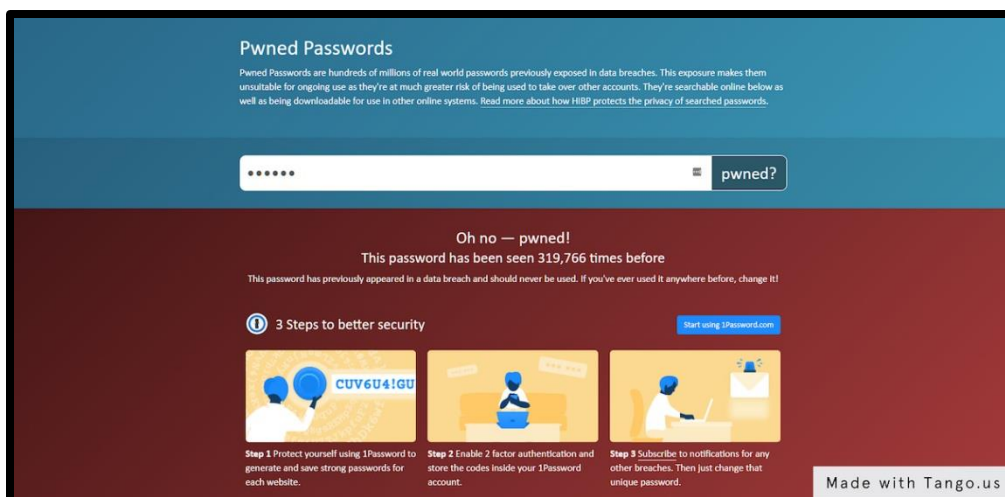 Pwned Passwords
Pwned Passwords are hundreds of millions of real world passwords previously exposed in data breaches. This exposure makes them
unsuitable for ongoing use as they're at much greater risk of being used to take over other accounts. They're searchable online below as
well as being downloadable for use in other online systems. Read more about how HIBP protects the privacy of searched passwords.
••••••
pwned?
Oh no — pwned!
This password has been seen 319,766 times before
This password has previously appeared in a data breach and should never be used. If you've ever used it anywhere before, change it!
3 Steps to better security
Start using 1Password.com
CUV6U4!GU
Step 1 Protect yourself using 1Password to
generate and save strong passwords for
each website.
Step 2 Enable 2 factor authentication and
store the codes inside your 1Password
account.
Step 3 Subscribe to notifications for any
other breaches. Then just change that
unique password.
Made with Tango.us